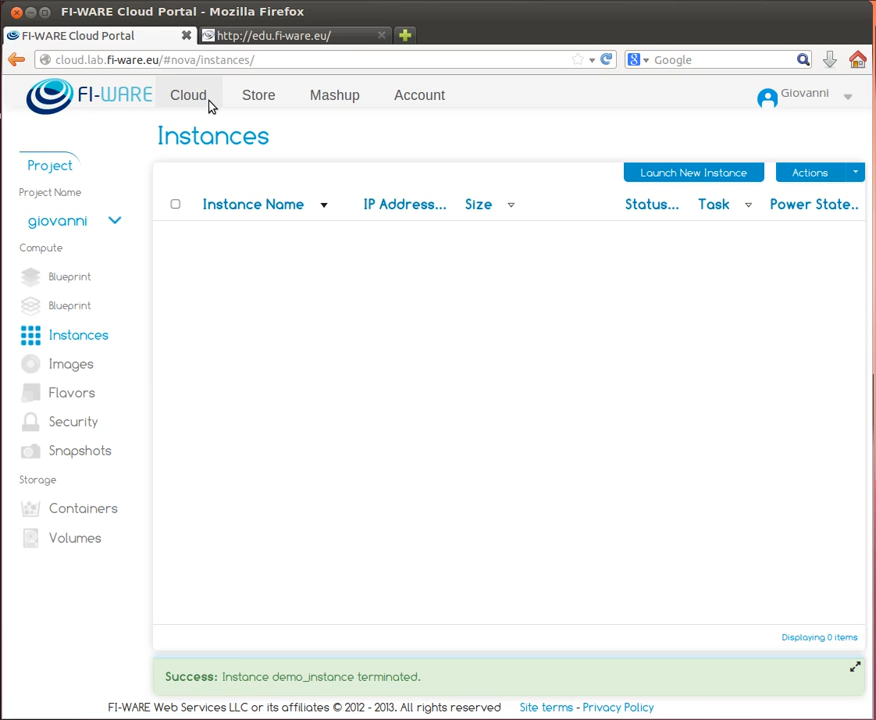 FI-WARE Cloud Portal - Mozilla Firefox
FI-WARE Cloud Portal
http://edu.fi-ware.eu/
cloud.lab.fi-ware.eu/#nova/instances/
Google
FI-WARE
Cloud
Store
Mashup
Account
Giovanni
Instances
Project
Project Name
giovanni
Compute
Blueprint
Blueprint
Instances
Images
Flavors
Security
Snapshots
Storage
Containers
Volumes
Launch New Instance
Actions
Instance Name
IP Address...
Size
Status...
Task
Power State..
Displaying 0 items
Success: Instance demo_instance terminated.
FI-WARE Web Services LLC or its affiliates © 2012 - 2013. All rights reserved Site terms - Privacy Policy